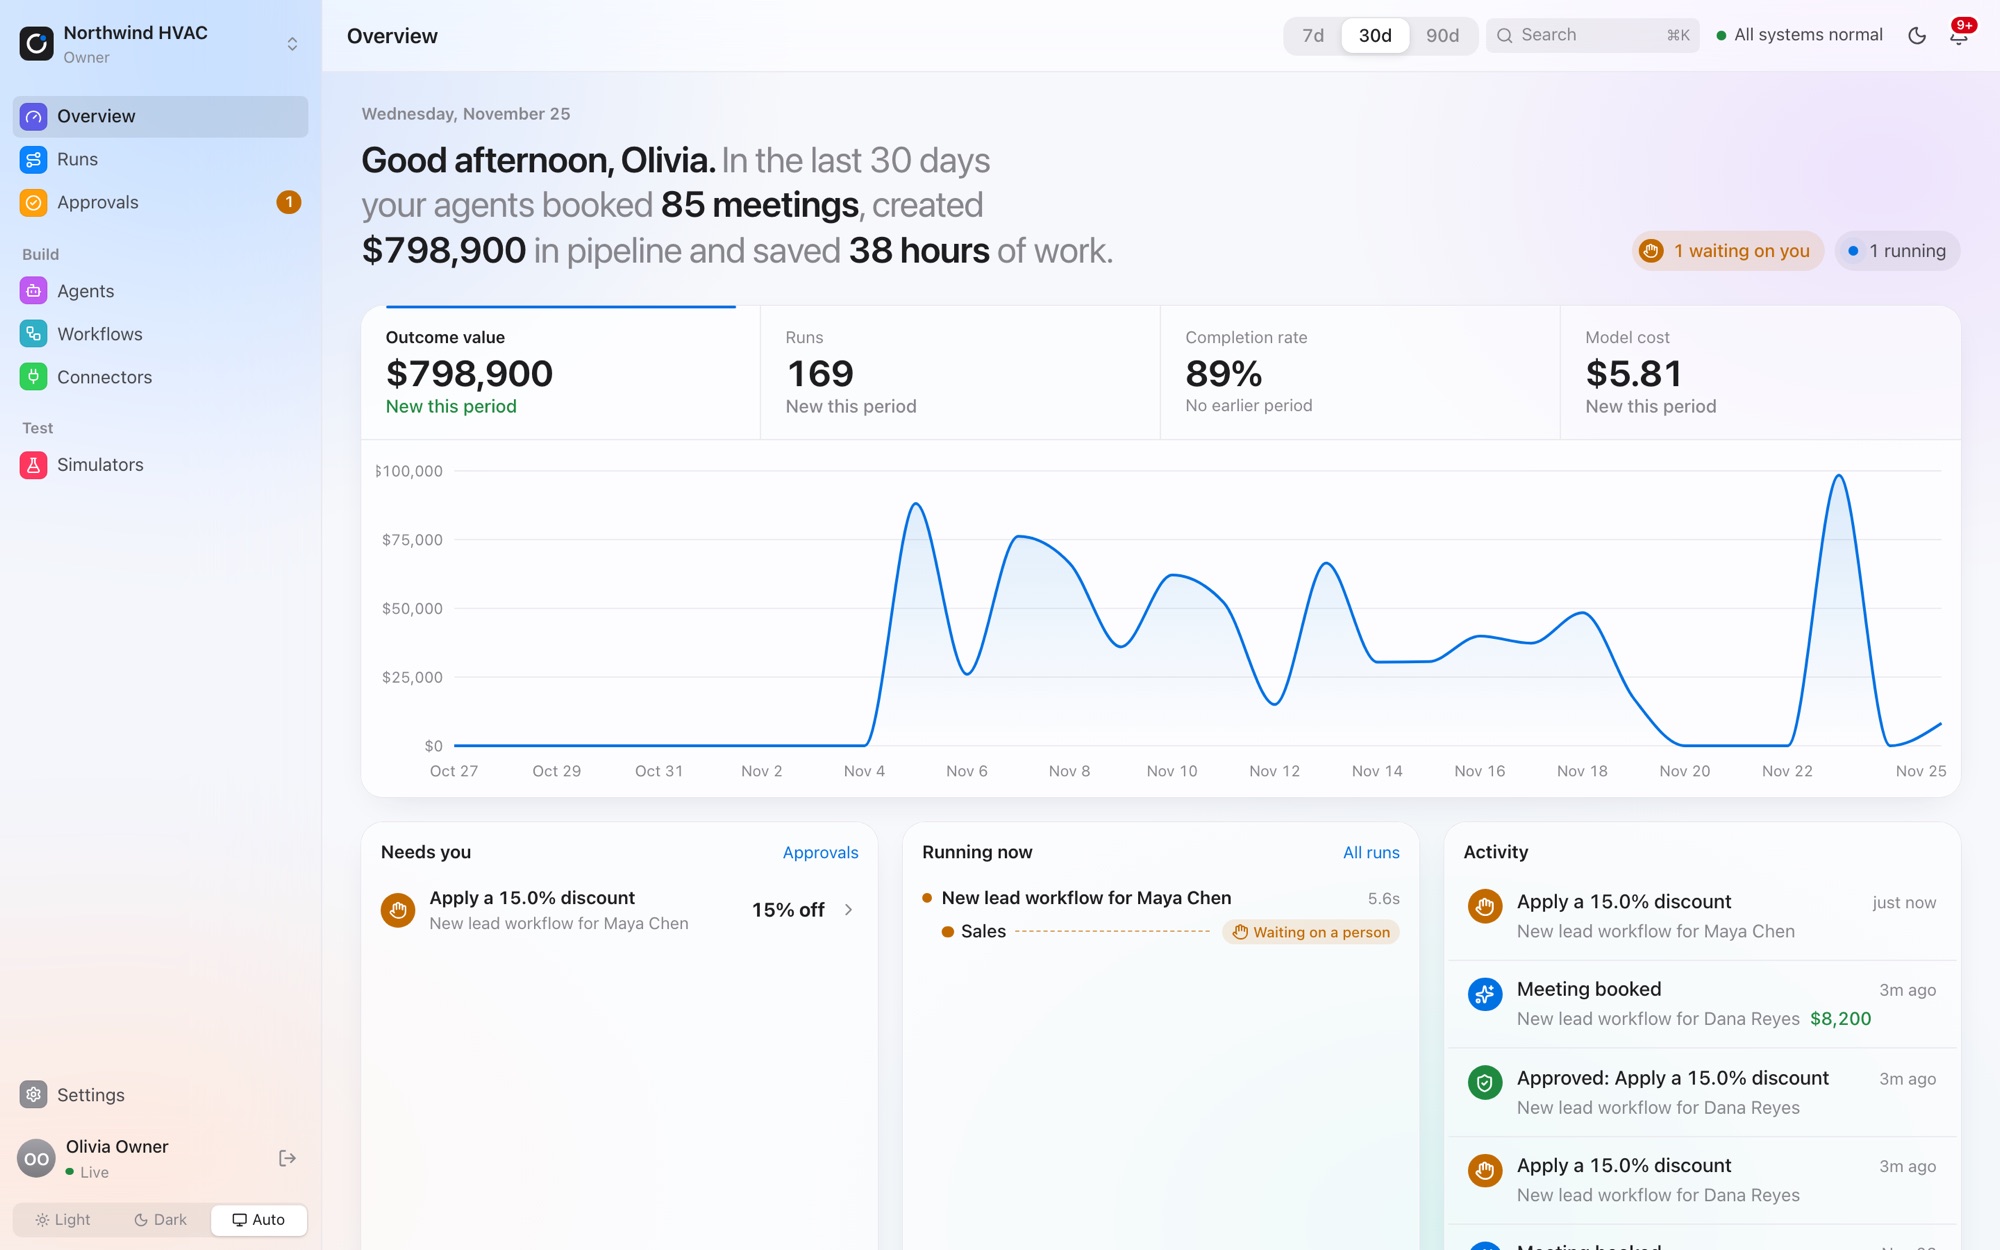 Northwind HVAC
Owner
Overview
Runs
Approvals
1
Build
Agents
Workflows
Connectors
Test
Simulators
Settings
OO
Olivia Owner
Live
Light
Dark
Auto
Overview
7d
30d
90d
Search
⌘K
All systems normal
9+
Wednesday, November 25
Good afternoon, Olivia. In the last 30 days
your agents booked 85 meetings, created
$798,900 in pipeline and saved 38 hours of work.
1 waiting on you
1 running
Outcome value
$798,900
New this period
Runs
169
New this period
Completion rate
89%
No earlier period
Model cost
$5.81
New this period
$100,000
$75,000
$50,000
$25,000
$0
Oct 27
Oct 29
Oct 31
Nov 2
Nov 4
Nov 6
Nov 8
Nov 10
Nov 12
Nov 14
Nov 16
Nov 18
Nov 20
Nov 22
Nov 25
Needs you
Approvals
Apply a 15.0% discount
New lead workflow for Maya Chen
15% off
Running now
All runs
New lead workflow for Maya Chen
5.6s
Sales
Waiting on a person
Activity
Apply a 15.0% discount
just now
New lead workflow for Maya Chen
Meeting booked
3m ago
New lead workflow for Dana Reyes $8,200
Approved: Apply a 15.0% discount
3m ago
New lead workflow for Dana Reyes
Apply a 15.0% discount
3m ago
New lead workflow for Dana Reyes
Meeting booked